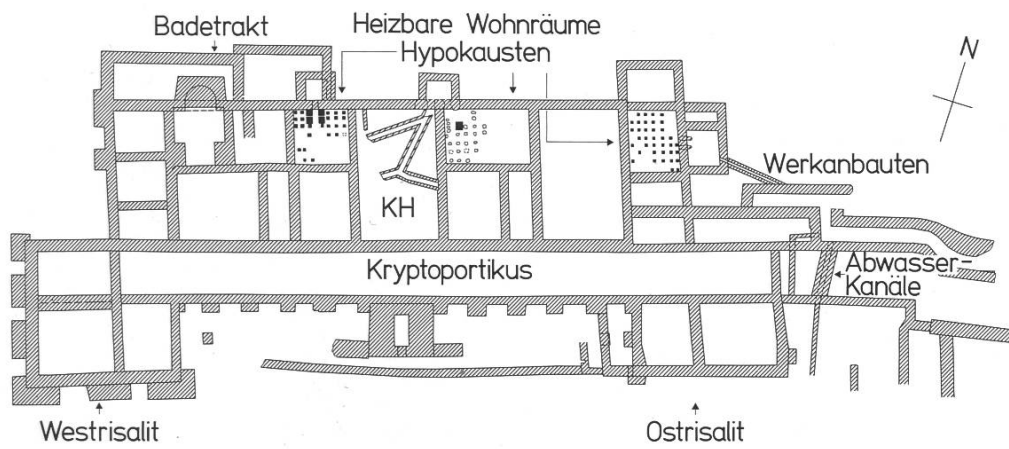 Badetrakt
Heizbare Wohnräume
Hypokausten
N
Werkanbauten
KH
Kryptoportikus
Abwasser-
Kanäle
Westrisalit
Ostrisalit